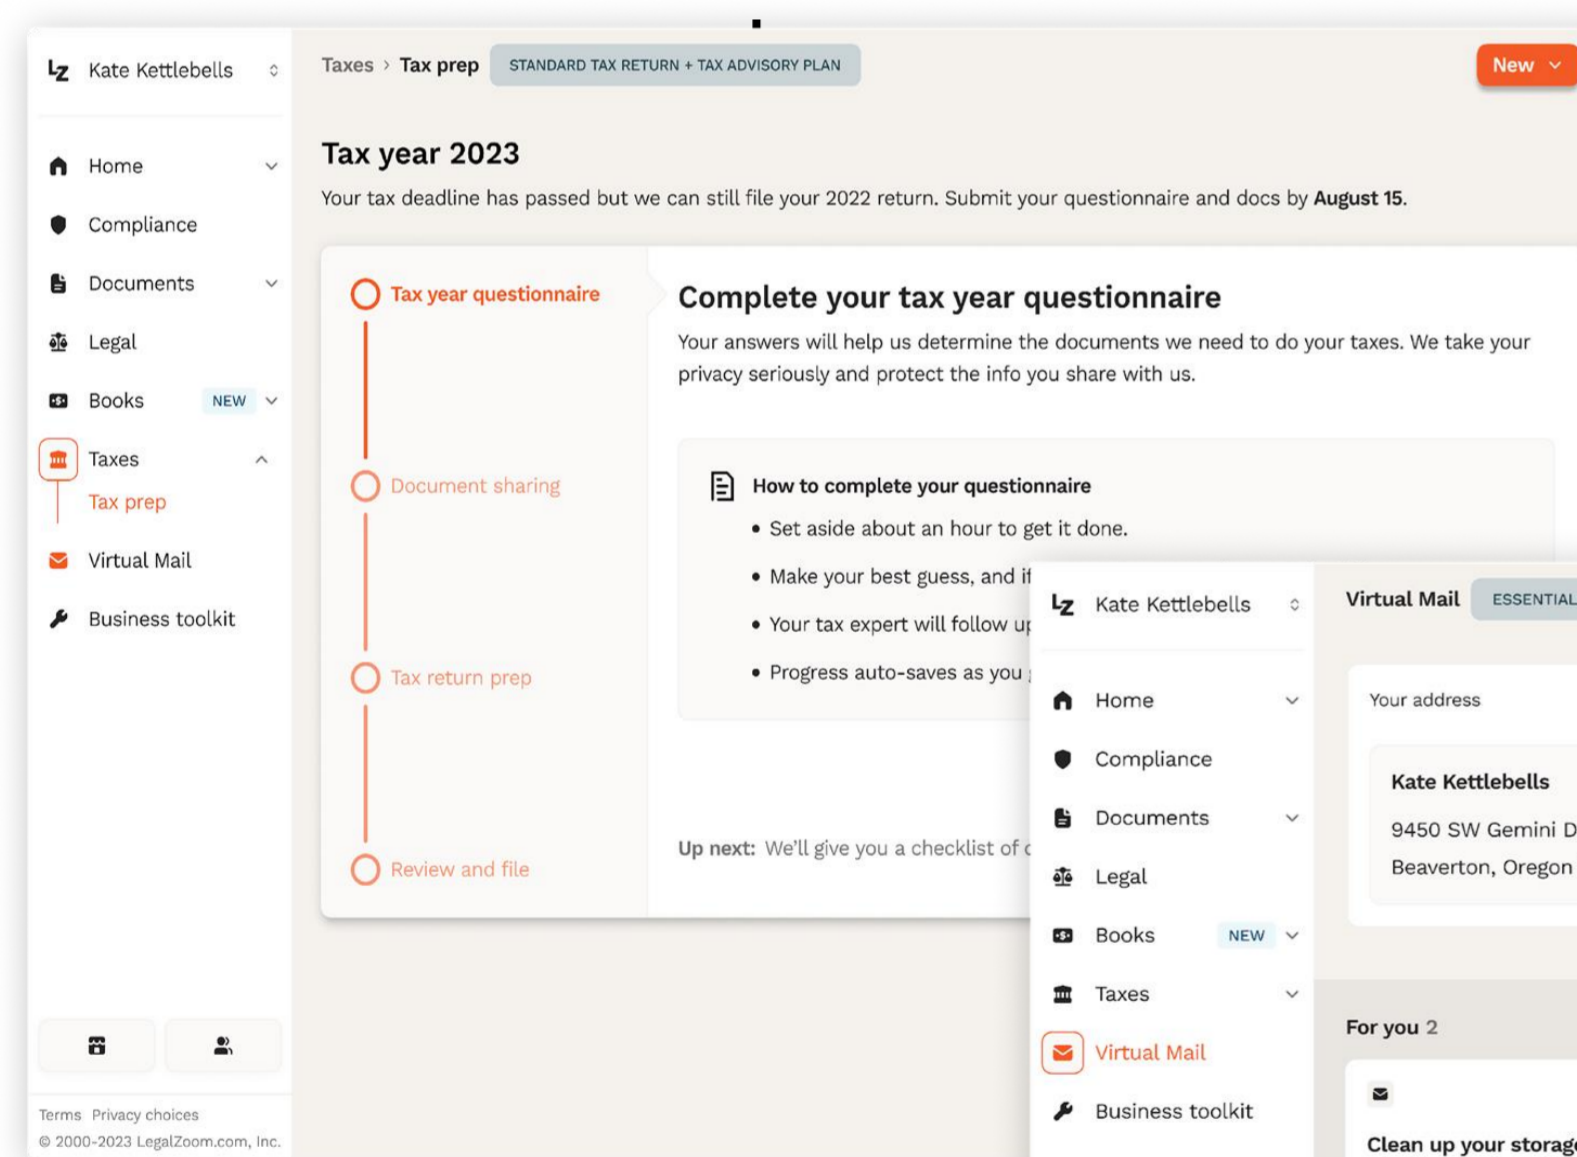 LZ Kate Kettlebells
Home
Compliance
Documents
Legal
Books NEW
Taxes
Tax prep
Virtual Mail
Business toolkit
Terms Privacy choices
© 2000-2023 LegalZoom.com, Inc.
Taxes > Tax prep STANDARD TAX RETURN + TAX ADVISORY PLAN
New
Tax year 2023
Your tax deadline has passed but we can still file your 2022 return. Submit your questionnaire and docs by August 15.
Tax year questionnaire
Document sharing
Tax return prep
Review and file
Complete your tax year questionnaire
Your answers will help us determine the documents we need to do your taxes. We take your
privacy seriously and protect the info you share with us.
How to complete your questionnaire
• Set aside about an hour to get it done.
• Make your best guess, and if
• Your tax expert will follow up
• Progress auto-saves as you
Up next: We'll give you a checklist of
LZ Kate Kettlebells
Home
Compliance
Documents
Legal
Books NEW
Taxes
Virtual Mail
Business toolkit
Virtual Mail ESSENTIAL
Your address
Kate Kettlebells
9450 SW Gemini D
Beaverton, Oregon
For you 2
Clean up your storage